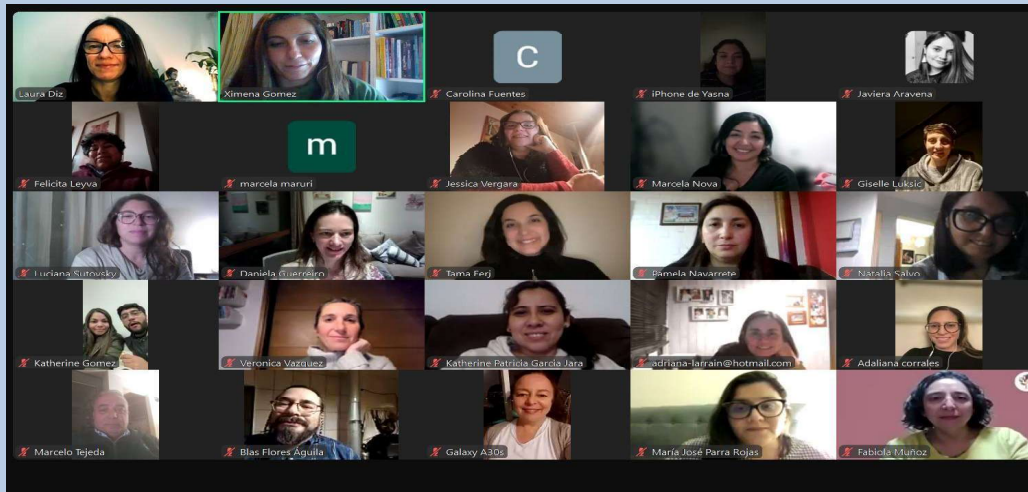 Laura Diz
Ximena Gomez
C
Carolina Fuentes
iPhone de Yasna
Javiera Aravena
Felicita Leyva
m
marcela maruri
Jessica Vergara
Marcela Nova
Giselle Luksic
Luciana Sutovsky
Daniela Guerreiro
Tama Ferj
Pamela Navarrete
Natalia Salvo
Katherine Gomez
Veronica Vazquez
Katherine Patricia Garcia Jara
adriana-larrain@hotmail.com
Adaliana corrales
Marcelo Tejeda
Blas Flores Águila
Galaxy A30s
María José Parra Rojas
Fabiola Muñoz